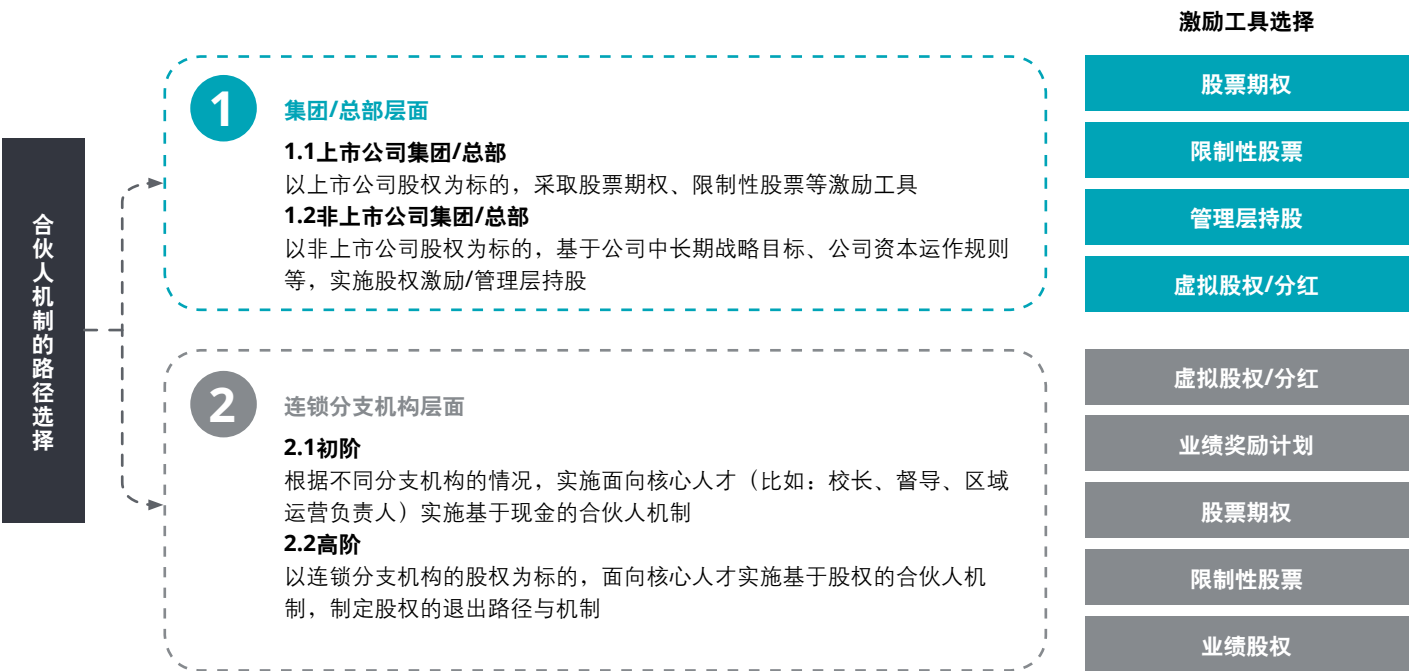 合伙人机制的路径选择
1
集团/总部层面
1.1上市公司集团/总部
以上市公司股权为标的，采取股票期权、限制性股票等激励工具
1.2非上市公司集团/总部
以非上市公司股权为标的，基于公司中长期战略目标、公司资本运作规则
等，实施股权激励/管理层持股
2
连锁分支机构层面
2.1初阶
根据不同分支机构的情况，实施面向核心人才（比如：校长、督导、区域
运营负责人）实施基于现金的合伙人机制
2.2高阶
以连锁分支机构的股权为标的，面向核心人才实施基于股权的合伙人机
制，制定股权的退出路径与机制
激励工具选择
股票期权
限制性股票
管理层持股
虚拟股权/分红
虚拟股权/分红
业绩奖励计划
股票期权
限制性股票
业绩股权